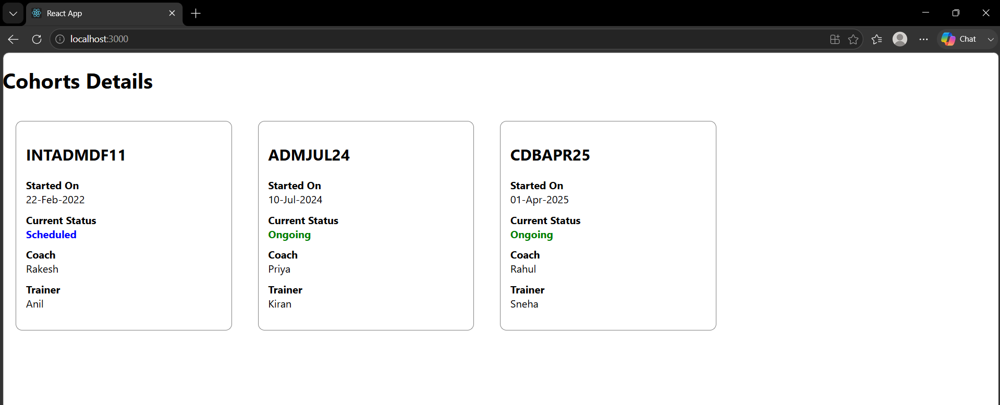 React App
localhost:3000
Chat
Cohorts Details
INTADMDF11
Started On
22-Feb-2022
Current Status
Scheduled
Coach
Rakesh
Trainer
Anil
ADMJUL24
Started On
10-Jul-2024
Current Status
Ongoing
Coach
Priya
Trainer
Kiran
CDBAPR25
Started On
01-Apr-2025
Current Status
Ongoing
Coach
Rahul
Trainer
Sneha